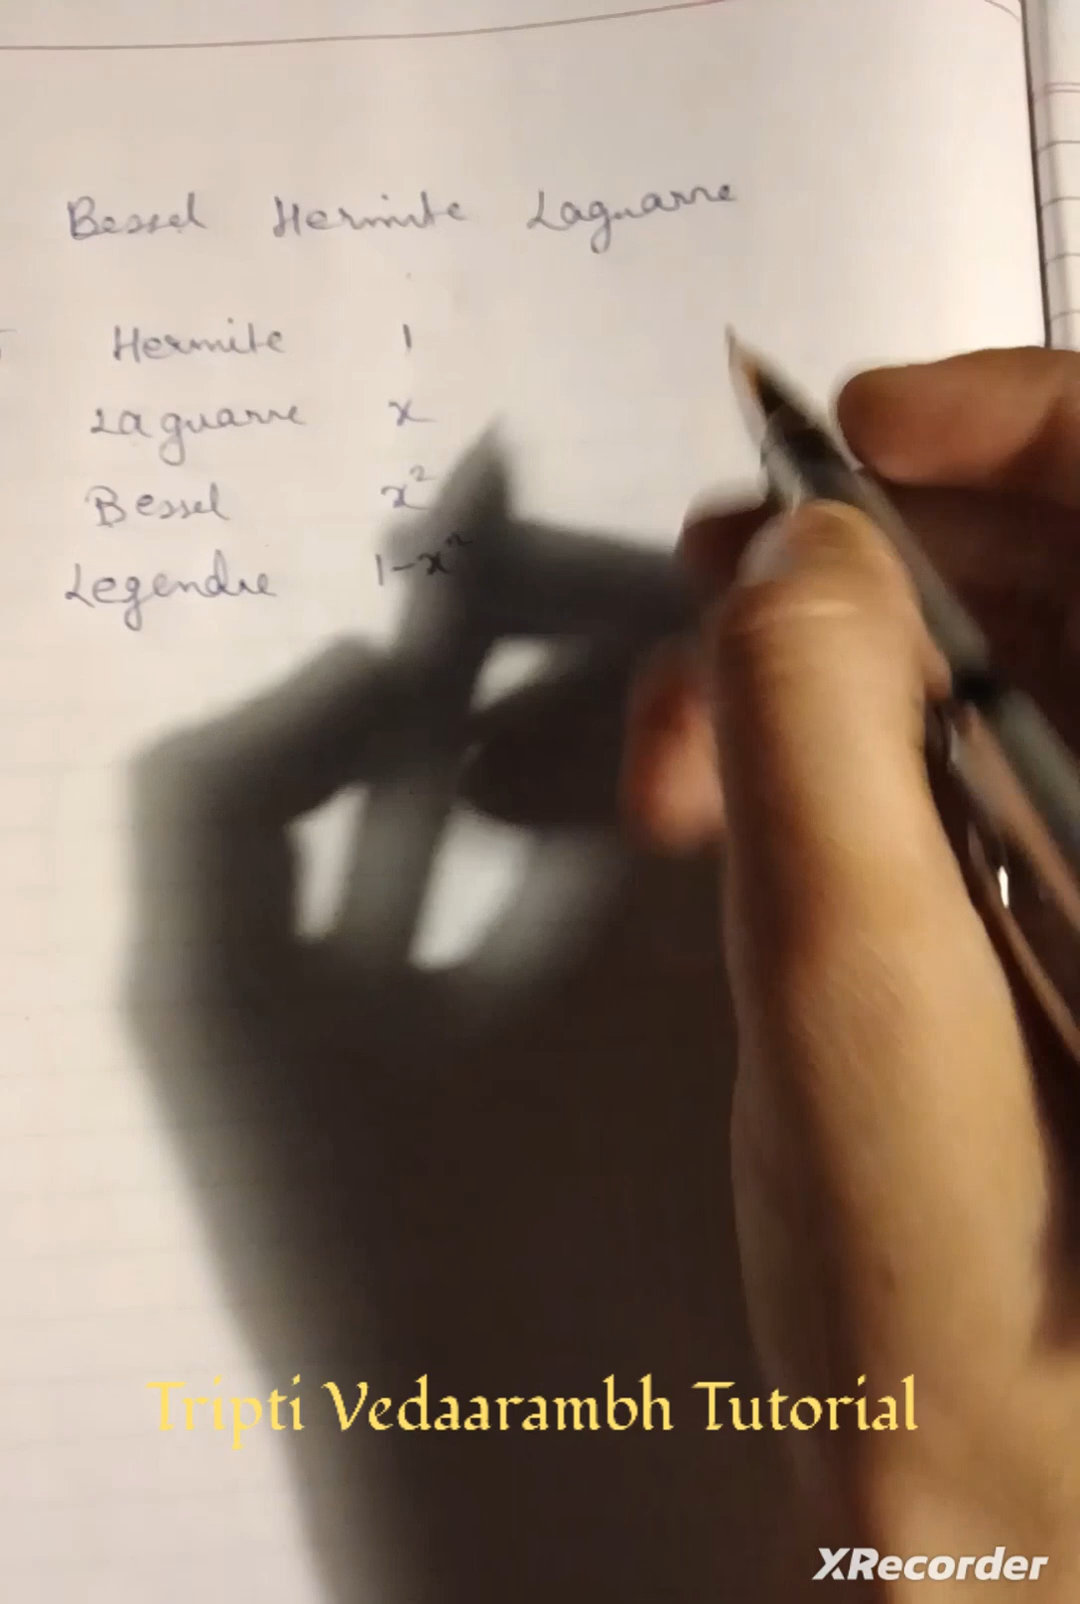 Bessel Hermite Laguarre
Hermite 1
Laguarre x
Bessel x²
Legendre 1-x²
Tripti Vedaarambh Tutorial
XRecorder